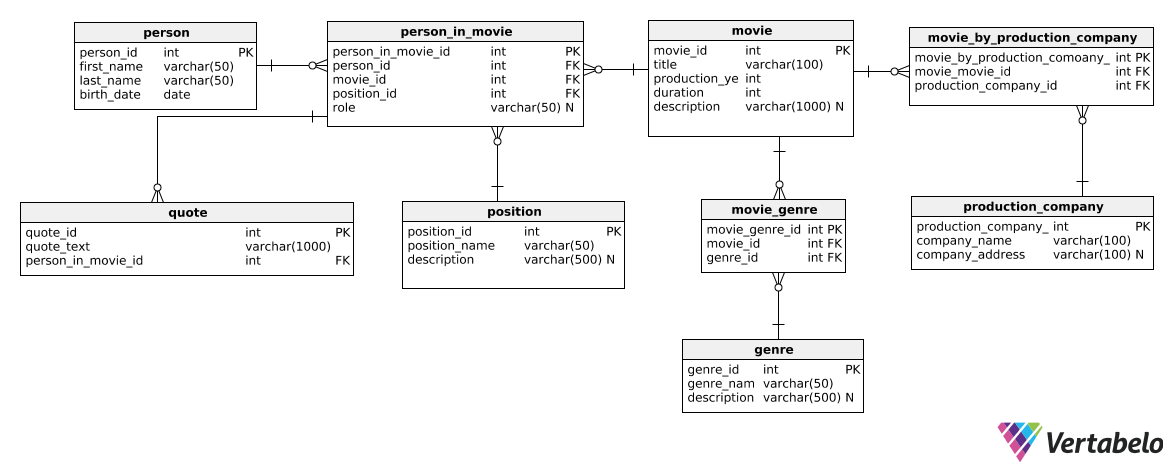 person
person_id int PK
first_name varchar(50)
last_name varchar(50)
birth_date date
person_in_movie
person_in_movie_id int PK
person_id int FK
movie_id int FK
position_id int FK
role varchar(50) N
movie
movie_id int PK
title varchar(100)
production_ye int
duration int
description varchar(1000) N
movie_by_production_company
movie_by_production_comoany_ int PK
movie_movie_id int FK
production_company_id int FK
quote
quote_id int PK
quote_text varchar(1000)
person_in_movie_id int FK
position
position_id int PK
position_name varchar(50)
description varchar(500) N
movie_genre
movie_genre_id int PK
movie_id int FK
genre_id int FK
production_company
production_company_ int PK
company_name varchar(100)
company_address varchar(100) N
genre
genre_id int PK
genre_nam varchar(50)
description varchar(500) N
Vertabelo